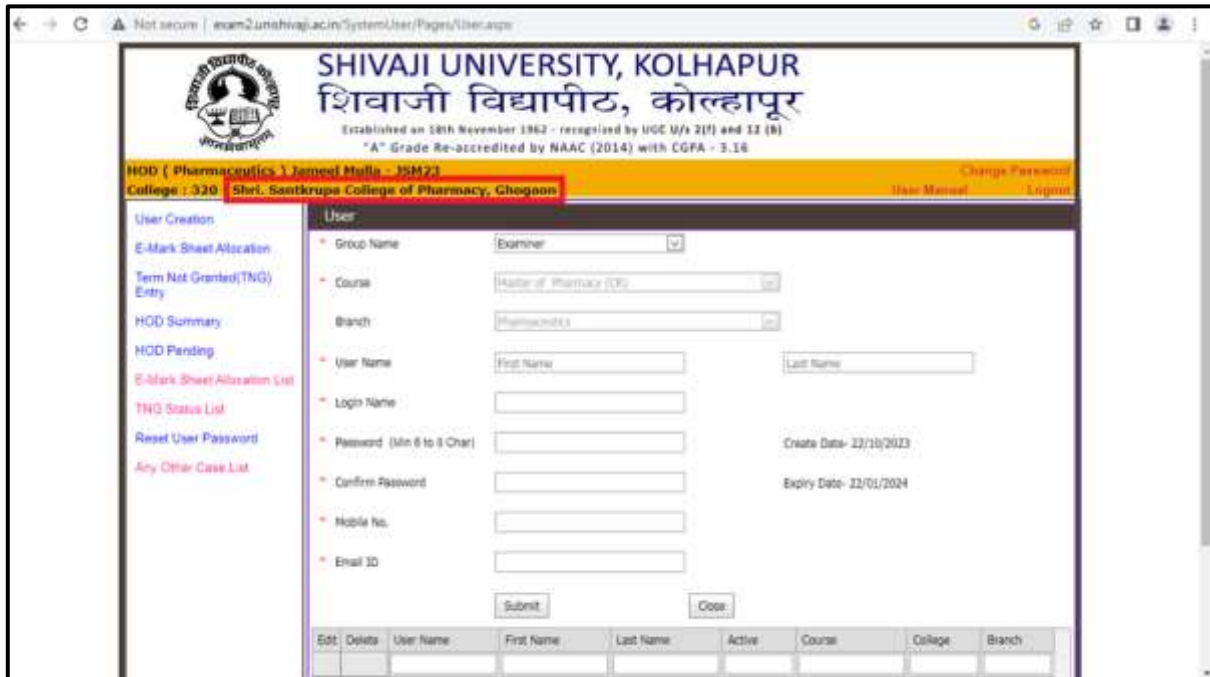 Not secure | exam2.unishivaji.ac.in/SystemUser/Pages/User.aspx
SHIVAJI UNIVERSITY, KOLHAPUR
शिवाजी विद्यापीठ, कोल्हापूर
Established on 18th November 1962 - recognized by UGC U/s 2(f) and 12 (B)
"A" Grade Re-accredited by NAAC (2014) with CGPA - 3.16
HOD ( Pharmaceutics ) Jameel Mulla - JSM23 Change Password
College : 320 Shri. Santkrupa College of Pharmacy, Ghogaon User Manual Logout
User Creation
E-Mark Sheet Allocation
Term Not Granted(TNG)
Entry
HOD Summary
HOD Pending
E-Mark Sheet Allocation List
TNG Status List
Reset User Password
Any Other Case List
User
* Group Name Examiner
* Course Master of Pharmacy (CR)
Branch Pharmaceutics
* User Name First Name Last Name
* Login Name
* Password (Min 6 to 8 Char) Create Date- 22/10/2023
* Confirm Password Expiry Date- 22/01/2024
* Mobile No.
* Email ID
Submit Close
Edit Delete User Name First Name Last Name Active Course College Branch